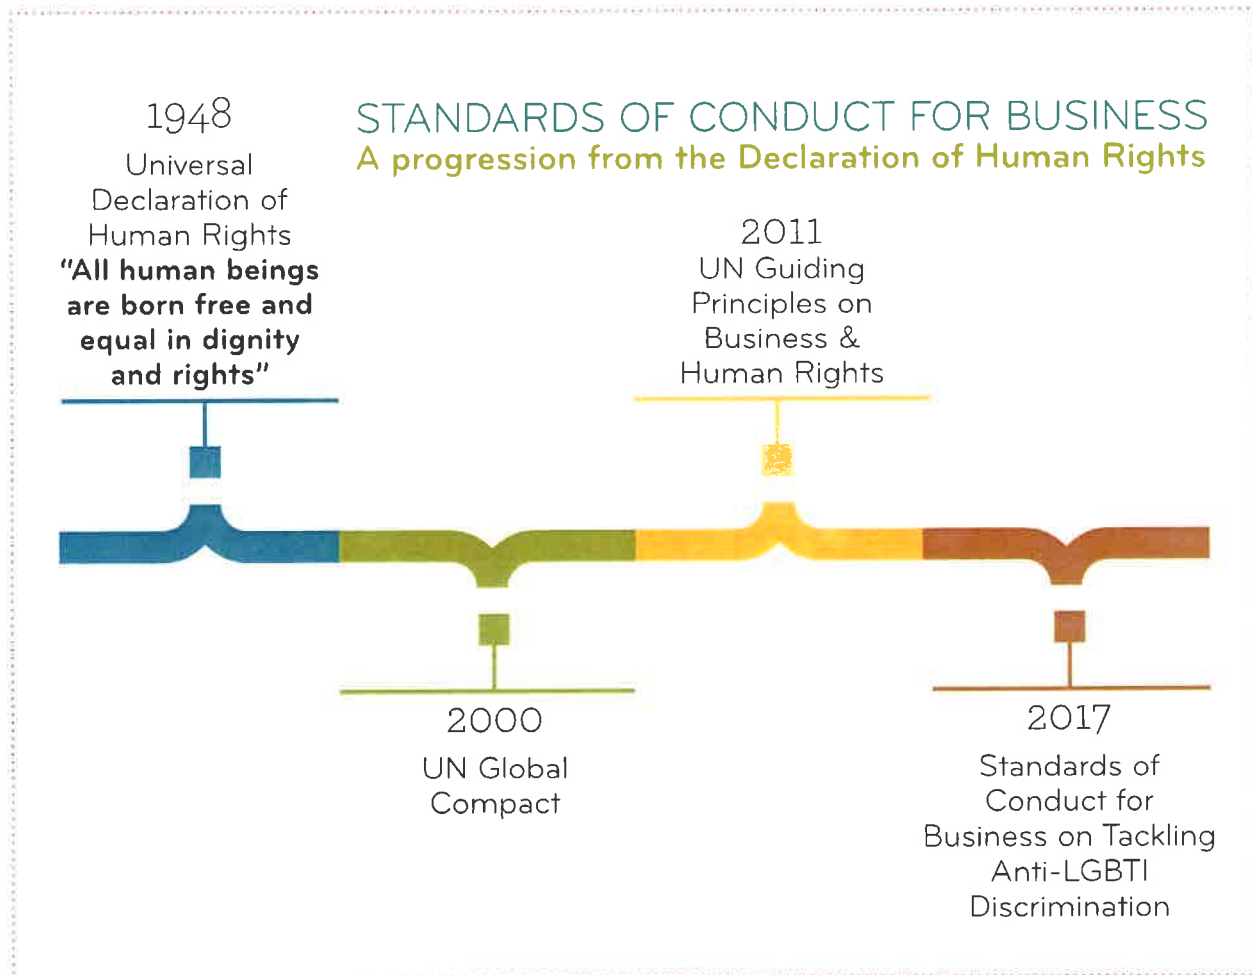 1948
Universal
Declaration of
Human Rights
"All human beings
are born free and
equal in dignity
and rights"
STANDARDS OF CONDUCT FOR BUSINESS
A progression from the Declaration of Human Rights
2011
UN Guiding
Principles on
Business &
Human Rights
2000
UN Global
Compact
2017
Standards of
Conduct for
Business on Tackling
Anti-LGBTI
Discrimination